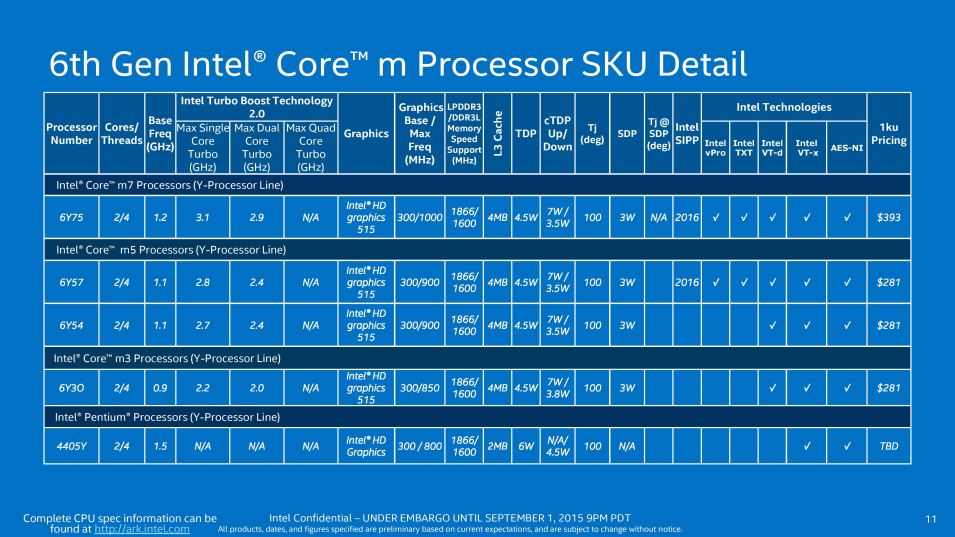 6th Gen Intel® Core™ m Processor SKU Detail
Processor Number Cores/ Threads Base Freq (GHz) Intel Turbo Boost Technology 2.0 Max Single Core Turbo (GHz) Max Dual Core Turbo (GHz) Max Quad Core Turbo (GHz) Graphics Graphics Base / Max Freq (MHz) LPDDR3 /DDR3L Memory Speed Support (MHz) L3 Cache TDP cTDP Up/ Down Tj (deg) SDP Tj @ SDP (deg) Intel SIPP Intel Technologies Intel vPro Intel TXT Intel VT-d Intel VT-x AES-NI 1ku Pricing
Intel® Core™ m7 Processors (Y-Processor Line)
6Y75 2/4 1.2 3.1 2.9 N/A Intel® HD graphics 515 300/1000 1866/ 1600 4MB 4.5W 7W / 3.5W 100 3W N/A 2016 ✓ ✓ ✓ ✓ ✓ $393
Intel® Core™ m5 Processors (Y-Processor Line)
6Y57 2/4 1.1 2.8 2.4 N/A Intel® HD graphics 515 300/900 1866/ 1600 4MB 4.5W 7W / 3.5W 100 3W 2016 ✓ ✓ ✓ ✓ ✓ $281
6Y54 2/4 1.1 2.7 2.4 N/A Intel® HD graphics 515 300/900 1866/ 1600 4MB 4.5W 7W / 3.5W 100 3W ✓ ✓ ✓ $281
Intel® Core™ m3 Processors (Y-Processor Line)
6Y3O 2/4 0.9 2.2 2.0 N/A Intel® HD graphics 515 300/850 1866/ 1600 4MB 4.5W 7W / 3.8W 100 3W ✓ ✓ ✓ $281
Intel® Pentium® Processors (Y-Processor Line)
4405Y 2/4 1.5 N/A N/A N/A Intel® HD Graphics 300 / 800 1866/ 1600 2MB 6W N/A/ 4.5W 100 N/A ✓ ✓ TBD
Complete CPU spec information can be
found at http://ark.intel.com
Intel Confidential – UNDER EMBARGO UNTIL SEPTEMBER 1, 2015 9PM PDT
All products, dates, and figures specified are preliminary based on current expectations, and are subject to change without notice.
11